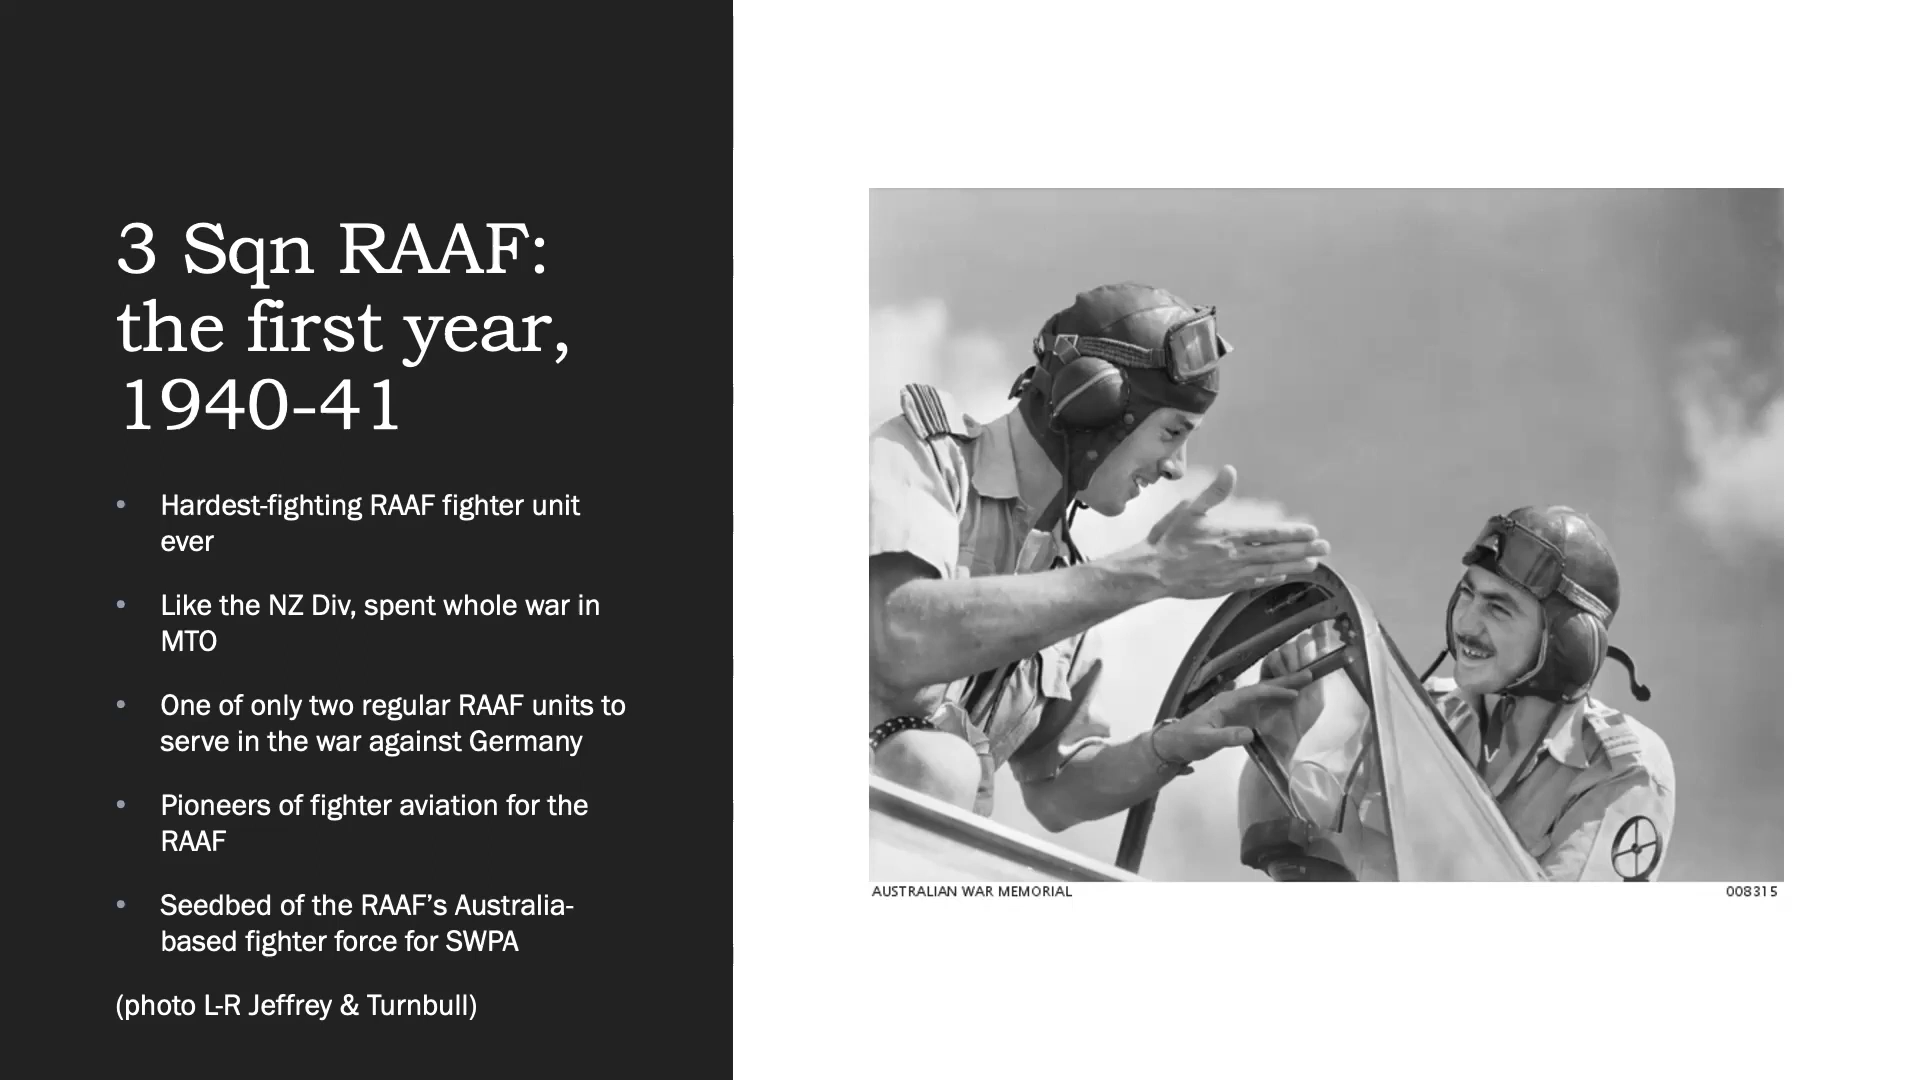 3 Sqn RAAF:
the first year,
1940-41
• Hardest-fighting RAAF fighter unit
ever
• Like the NZ Div, spent whole war in
MTO
• One of only two regular RAAF units to
serve in the war against Germany
• Pioneers of fighter aviation for the
RAAF
• Seedbed of the RAAF’s Australia-
based fighter force for SWPA
(photo L-R Jeffrey & Turnbull)
AUSTRALIAN WAR MEMORIAL
008315